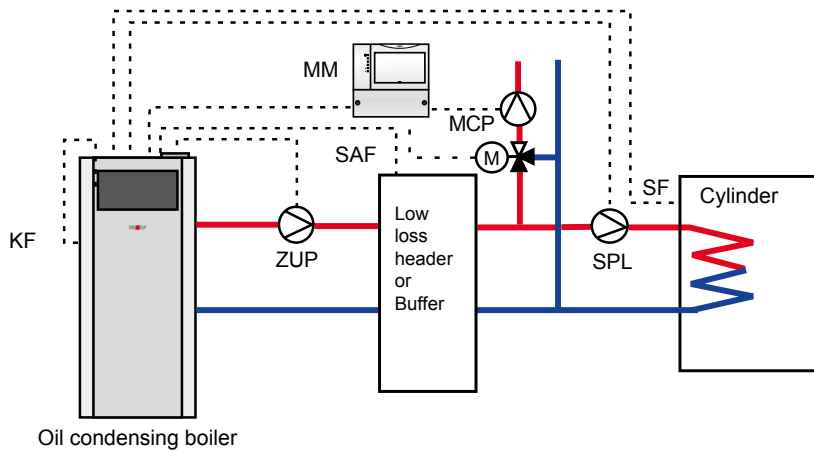 MM
MCP
M
SAF
SF
Cylinder
Low
loss
header
or
Buffer
KF
ZUP
SPL
Oil condensing boiler